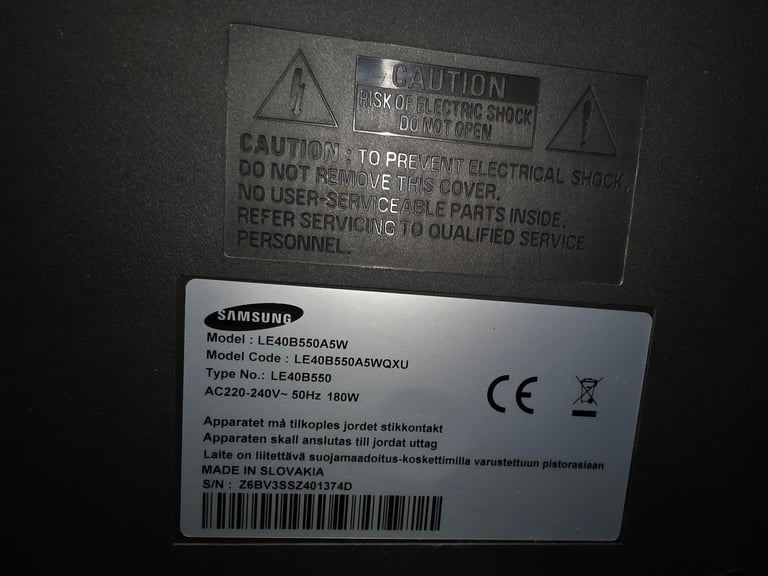 CAUTION
RISK OF ELECTRIC SHOCK
DO NOT OPEN
CAUTION : TO PREVENT ELECTRICAL SHOCK,
DO NOT REMOVE THIS COVER.
NO USER-SERVICEABLE PARTS INSIDE.
REFER SERVICING TO QUALIFIED SERVICE
PERSONNEL.
SAMSUNG
Model : LE40B550A5W
Model Code : LE40B550A5WQXU
Type No.: LE40B550
AC220-240V~ 50Hz 180W
CE
Apparatet må tilkoples jordet stikkontakt
Apparaten skall anslutas till jordat uttag
Laite on liitettävä suojamaadoitus-koskettimilla varustettuun pistorasiaan
MADE IN SLOVAKIA
S/N : Z6BV3SSZ401374D